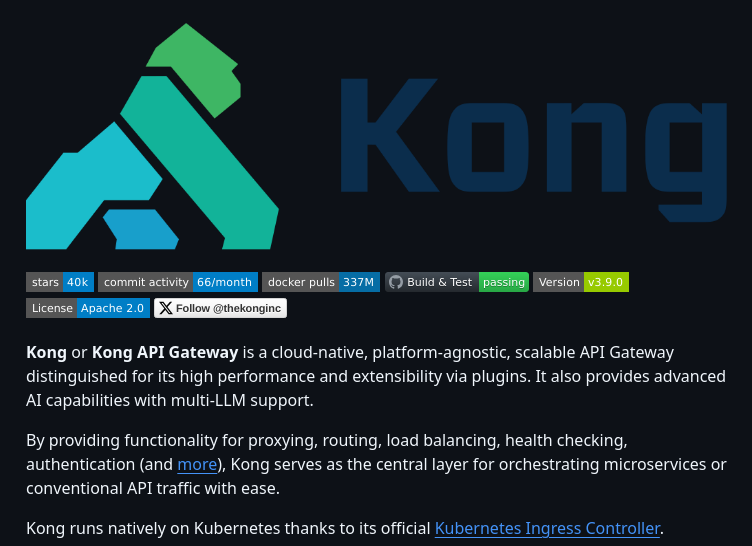 Kong
stars 40k commit activity 66/month docker pulls 337M Build & Test passing Version v3.9.0
License Apache 2.0 X Follow @thekonginc
Kong or Kong API Gateway is a cloud-native, platform-agnostic, scalable API Gateway
distinguished for its high performance and extensibility via plugins. It also provides advanced
AI capabilities with multi-LLM support.
By providing functionality for proxying, routing, load balancing, health checking,
authentication (and more), Kong serves as the central layer for orchestrating microservices or
conventional API traffic with ease.
Kong runs natively on Kubernetes thanks to its official Kubernetes Ingress Controller.